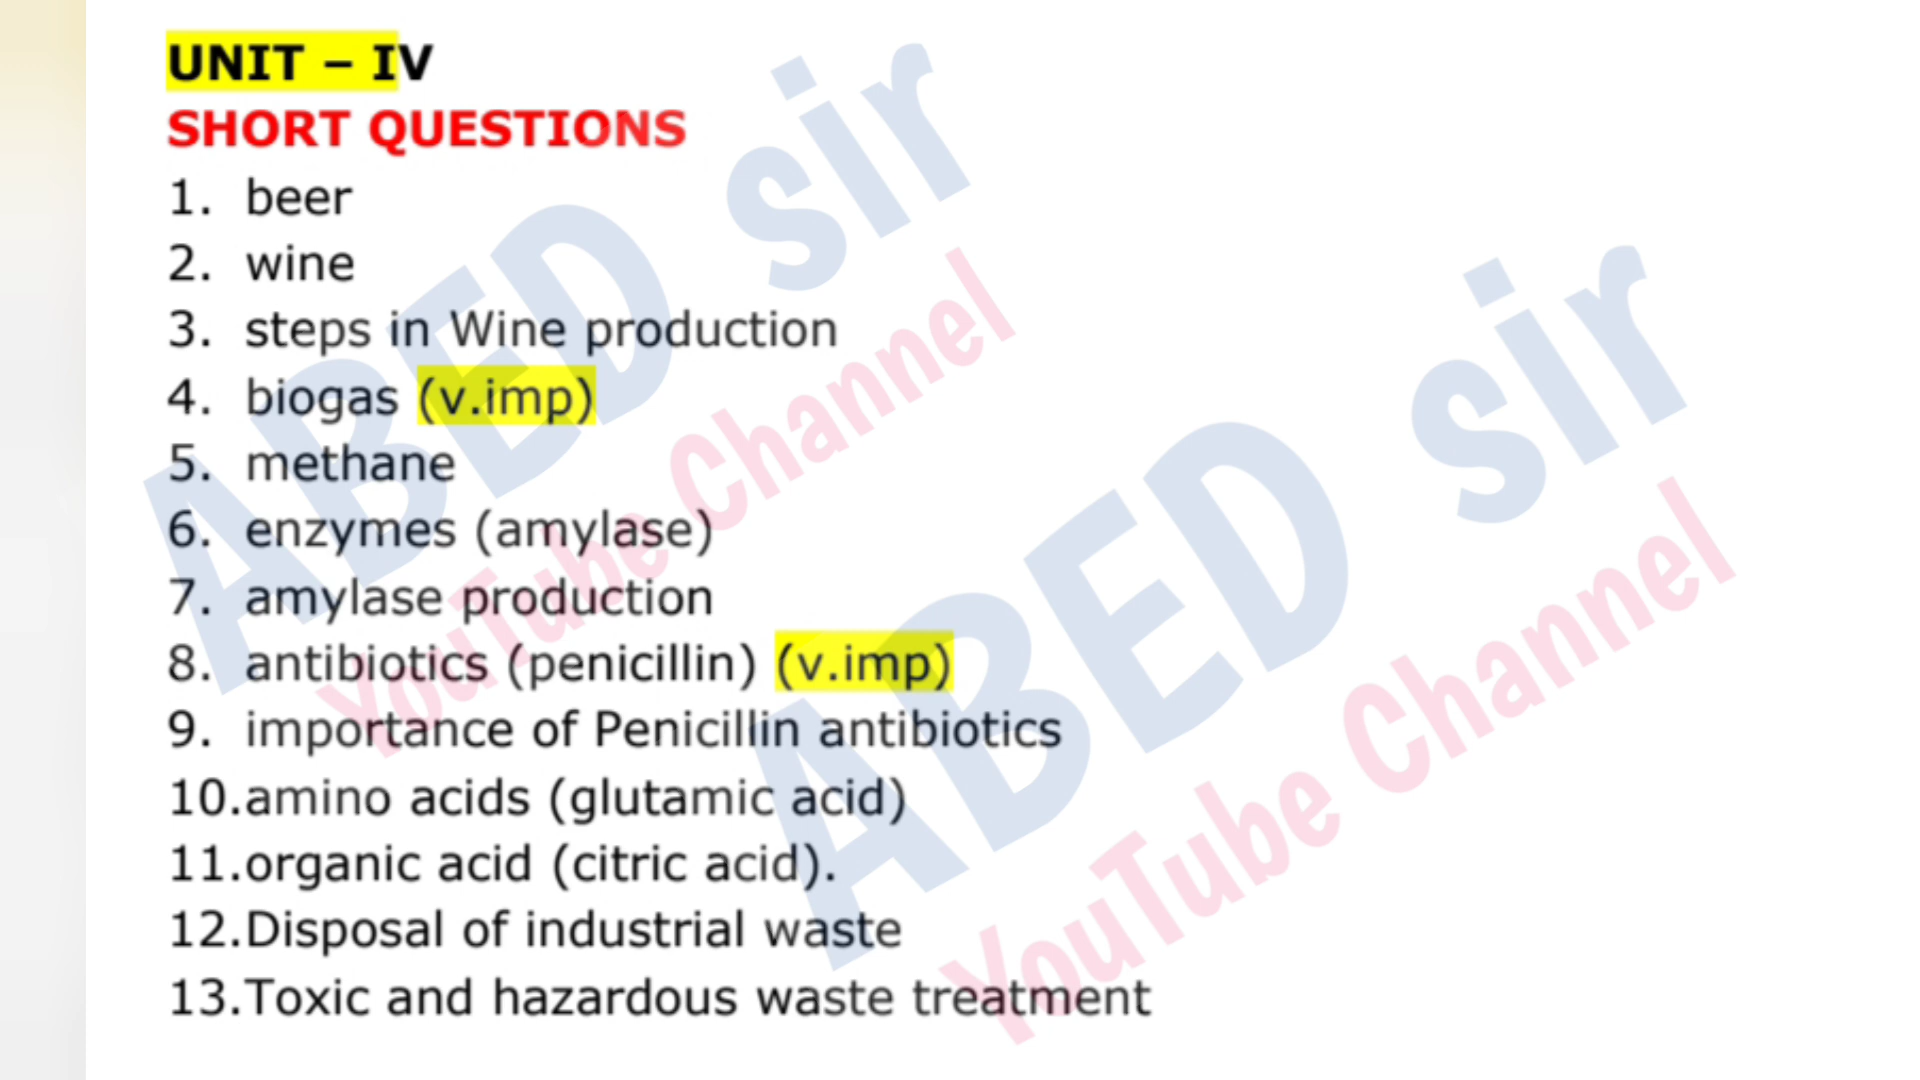 UNIT – IV
SHORT QUESTIONS
1. beer
2. wine
3. steps in Wine production
4. biogas (v.imp)
5. methane
6. enzymes (amylase)
7. amylase production
8. antibiotics (penicillin) (v.imp)
9. importance of Penicillin antibiotics
10.amino acids (glutamic acid)
11.organic acid (citric acid).
12.Disposal of industrial waste
13.Toxic and hazardous waste treatment
ABED sir
YouTube Channel
ABED sir
YouTube Channel